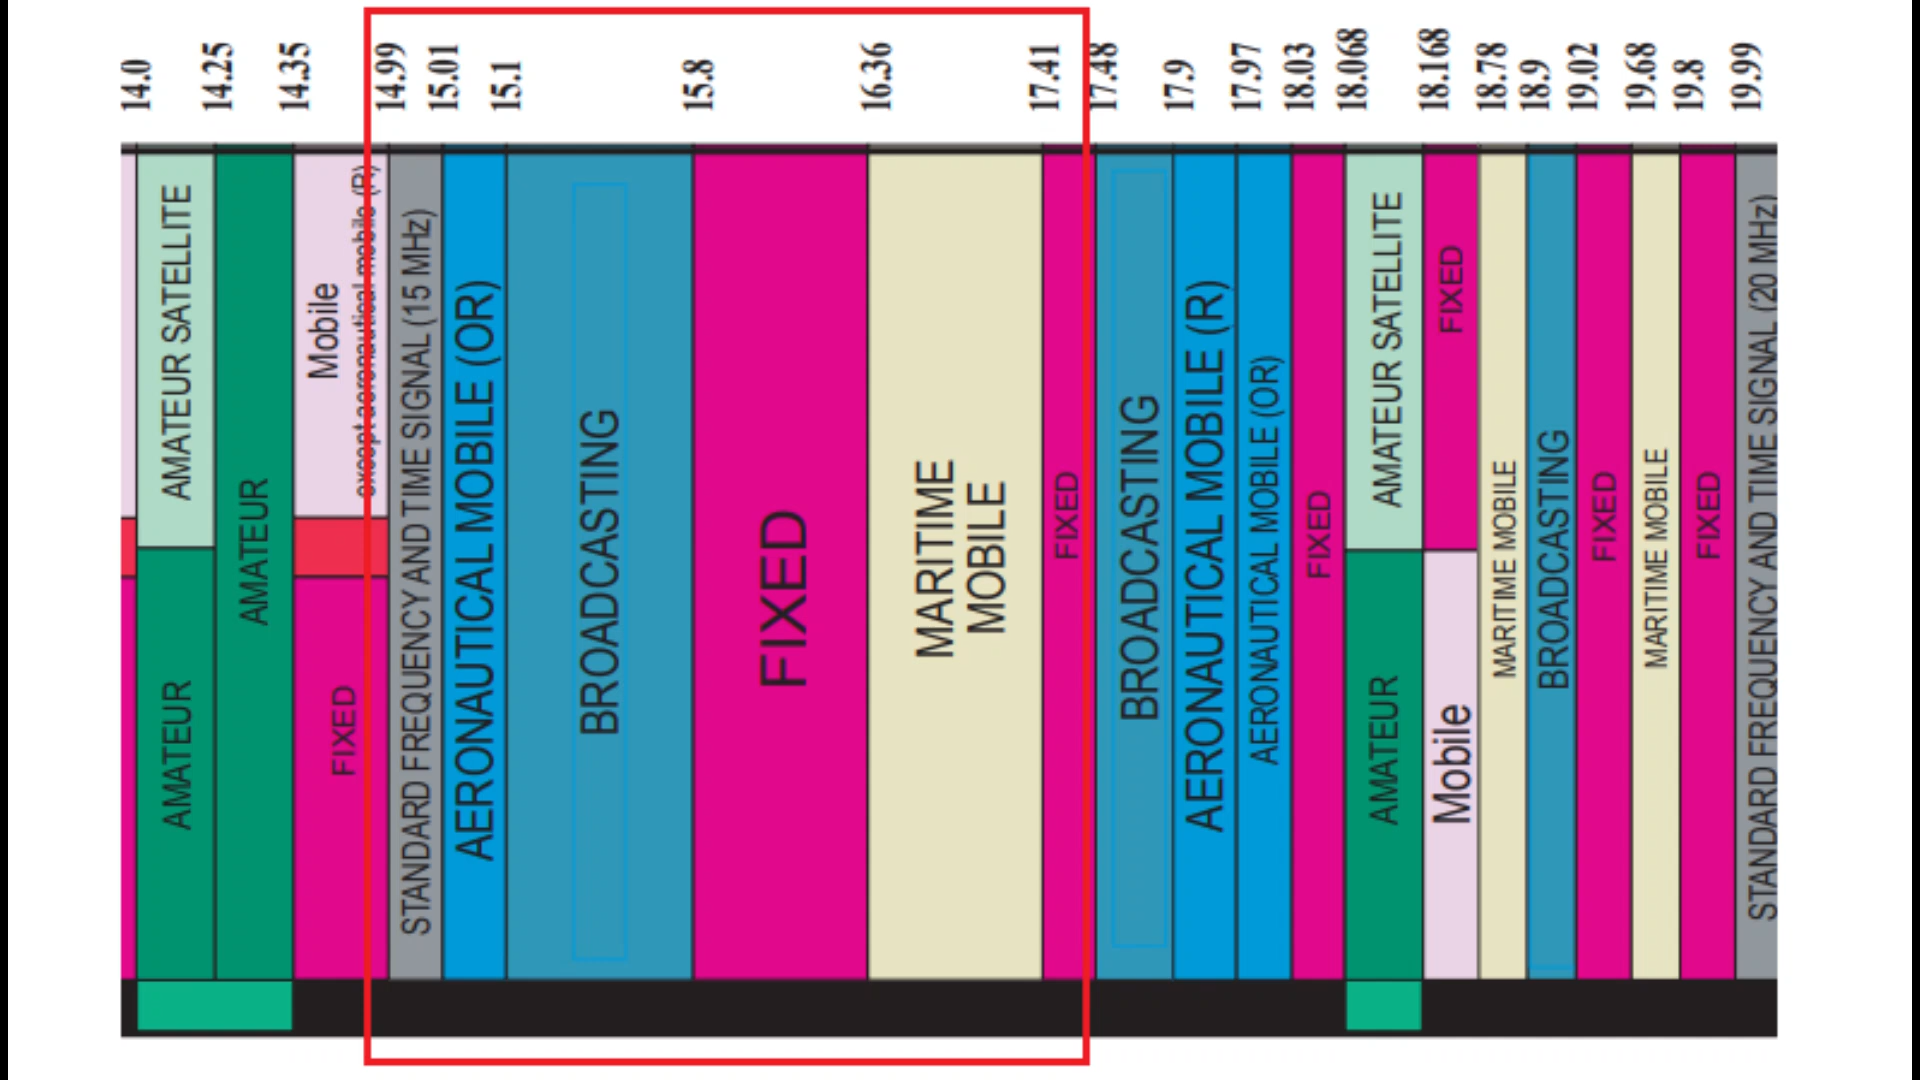 14.0
14.25
14.35
14.99
15.01
15.1
15.8
16.36
17.41
17.48
17.9
17.97
18.03
18.068
18.168
18.78
18.9
19.02
19.68
19.8
19.99
AMATEUR SATELLITE
AMATEUR
AMATEUR
Mobile
except aeronautical mobile (R)
FIXED
STANDARD FREQUENCY AND TIME SIGNAL (15 MHz)
AERONAUTICAL MOBILE (OR)
BROADCASTING
FIXED
MARITIME
MOBILE
FIXED
BROADCASTING
AERONAUTICAL MOBILE (R)
AERONAUTICAL MOBILE (OR)
FIXED
AMATEUR SATELLITE
AMATEUR
FIXED
Mobile
MARITIME MOBILE
BROADCASTING
FIXED
MARITIME MOBILE
FIXED
STANDARD FREQUENCY AND TIME SIGNAL (20 MHz)